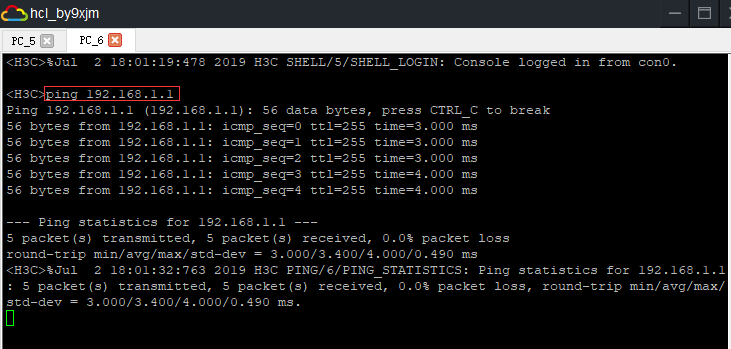 hcl_by9xjm
PC_5 PC_6
<H3C>%Jul  2 18:01:19:478 2019 H3C SHELL/5/SHELL_LOGIN: Console logged in from con0.
<H3C>ping 192.168.1.1
Ping 192.168.1.1 (192.168.1.1): 56 data bytes, press CTRL_C to break
56 bytes from 192.168.1.1: icmp_seq=0 ttl=255 time=3.000 ms
56 bytes from 192.168.1.1: icmp_seq=1 ttl=255 time=3.000 ms
56 bytes from 192.168.1.1: icmp_seq=2 ttl=255 time=3.000 ms
56 bytes from 192.168.1.1: icmp_seq=3 ttl=255 time=4.000 ms
56 bytes from 192.168.1.1: icmp_seq=4 ttl=255 time=4.000 ms
--- Ping statistics for 192.168.1.1 ---
5 packet(s) transmitted, 5 packet(s) received, 0.0% packet loss
round-trip min/avg/max/std-dev = 3.000/3.400/4.000/0.490 ms
<H3C>%Jul  2 18:01:32:763 2019 H3C PING/6/PING_STATISTICS: Ping statistics for 192.168.1.1
: 5 packet(s) transmitted, 5 packet(s) received, 0.0% packet loss, round-trip min/avg/max/
std-dev = 3.000/3.400/4.000/0.490 ms.